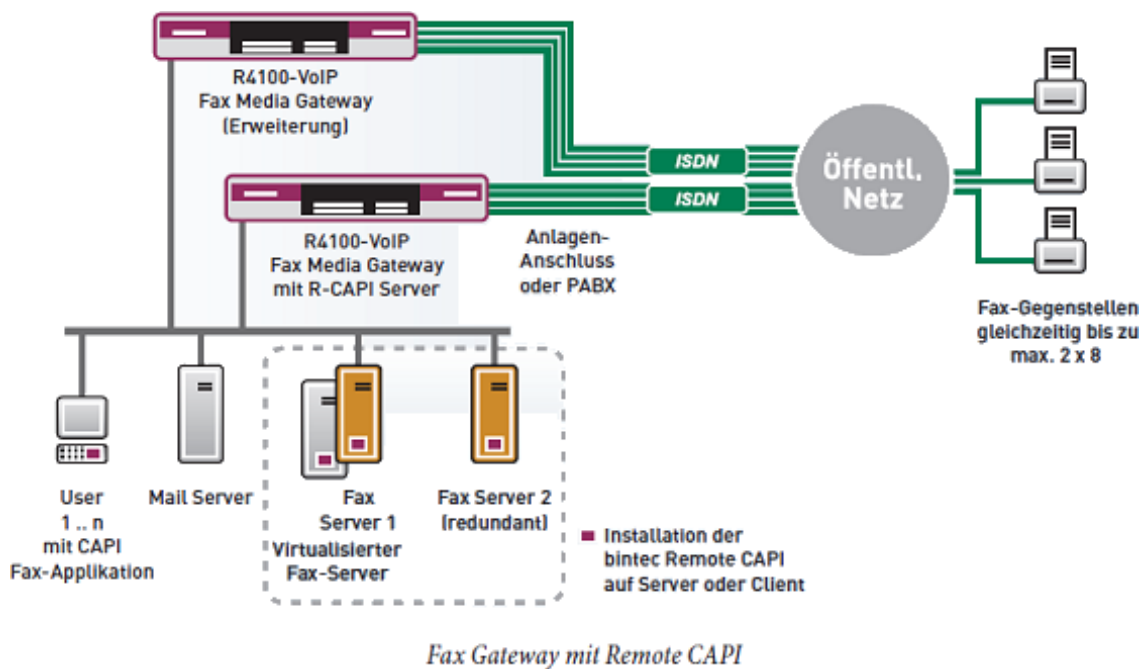 R4100-VoIP
Fax Media Gateway
(Erweiterung)
ISDN
ISDN
Öffentl.
Netz
R4100-VoIP
Fax Media Gateway
mit R-CAPI Server
Anlagen-
Anschluss
oder PABX
Fax-Gegenstellen
gleichzeitig bis zu
max. 2 x 8
User
1 .. n
mit CAPI
Fax-Applikation
Mail Server
Fax
Server 1
Virtualisierter
Fax-Server
Fax Server 2
(redundant)
Installation der
bintec Remote CAPI
auf Server oder Client
Fax Gateway mit Remote CAPI